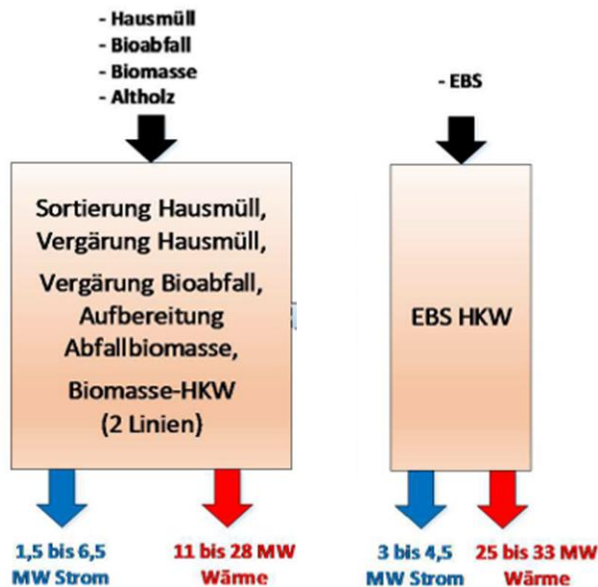 - Hausmüll
- Bioabfall
- Biomasse
- Altholz
Sortierung Hausmüll,
Vergärung Hausmüll,
Vergärung Bioabfall,
Aufbereitung
Abfallbiomasse,
Biomasse-HKW
(2 Linien)
1,5 bis 6,5
MW Strom
11 bis 28 MW
Wärme
- EBS
EBS HKW
3 bis 4,5
MW Strom
25 bis 33 MW
Wärme